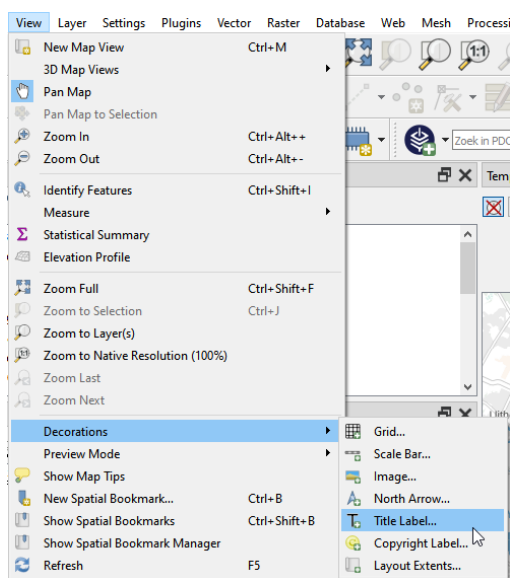 View Layer Settings Plugins Vector Raster Database Web Mesh Processi
New Map View Ctrl+M
3D Map Views
Pan Map
Pan Map to Selection
Zoom In Ctrl+Alt++
Zoom Out Ctrl+Alt+-
Zoek in PDO
Tem
Identify Features Ctrl+Shift+I
Measure
Statistical Summary
Elevation Profile
Zoom Full Ctrl+Shift+F
Zoom to Selection Ctrl+J
Zoom to Layer(s)
Zoom to Native Resolution (100%)
Zoom Last
Zoom Next
Decorations
Preview Mode
Show Map Tips
New Spatial Bookmark... Ctrl+B
Show Spatial Bookmarks Ctrl+Shift+B
Show Spatial Bookmark Manager
Refresh F5
Grid...
Scale Bar...
Image...
North Arrow...
Title Label...
Copyright Label...
Layout Extents...